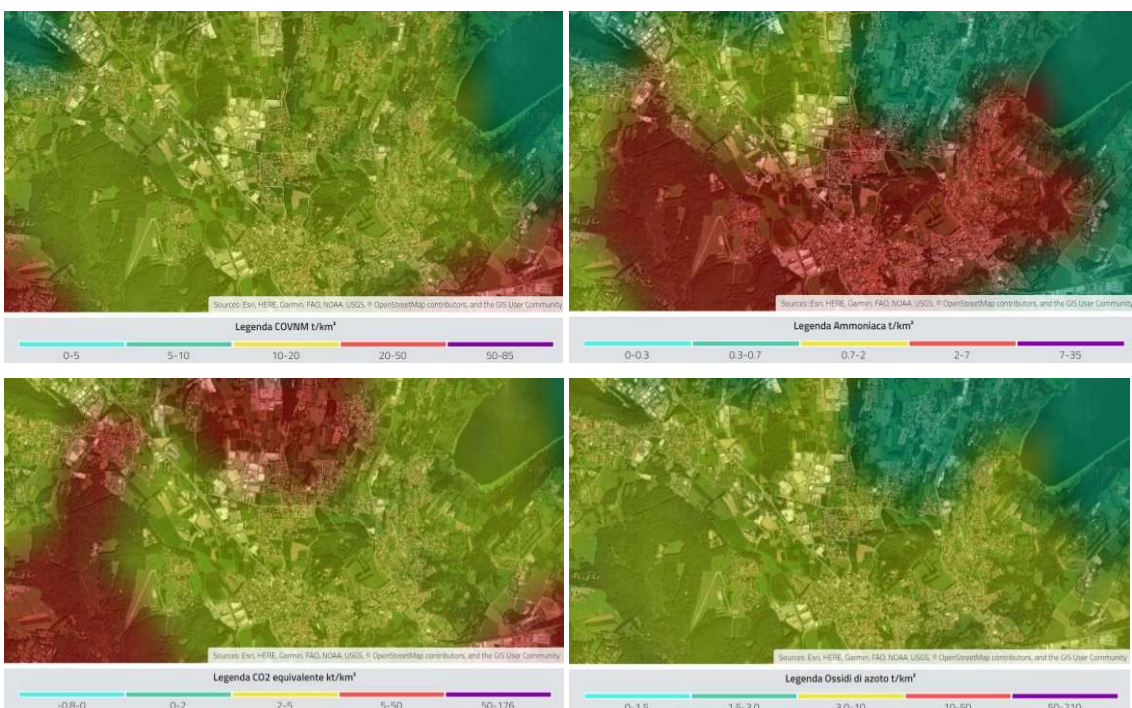 Sources: Esri, HERE, Garmin, FAO, NOAA, USGS, © OpenStreetMap contributors, and the GIS User Community
Legenda COVNM t/km²
0-5 5-10 10-20 20-50 50-85
Sources: Esri, HERE, Garmin, FAO, NOAA, USGS, © OpenStreetMap contributors, and the GIS User Community
Legenda Ammoniaca t/km²
0-0.3 0.3-0.7 0.7-2 2-7 7-35
Sources: Esri, HERE, Garmin, FAO, NOAA, USGS, © OpenStreetMap contributors, and the GIS User Community
Legenda CO2 equivalente kt/km²
-0.8-0 0-2 2-5 5-50 50-176
Sources: Esri, HERE, Garmin, FAO, NOAA, USGS, © OpenStreetMap contributors, and the GIS User Community
Legenda Ossidi di azoto t/km²
0-1.5 1.5-3.0 3.0-10 10-50 50-210